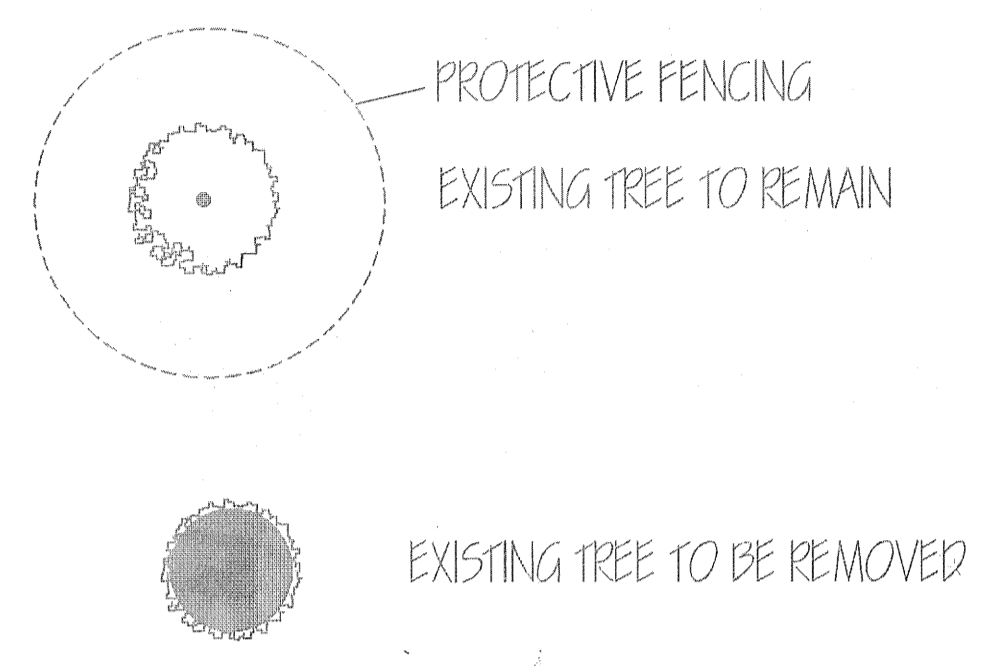 PROTECTIVE FENCING
EXISTING TREE TO REMAIN
EXISTING TREE TO BE REMOVED